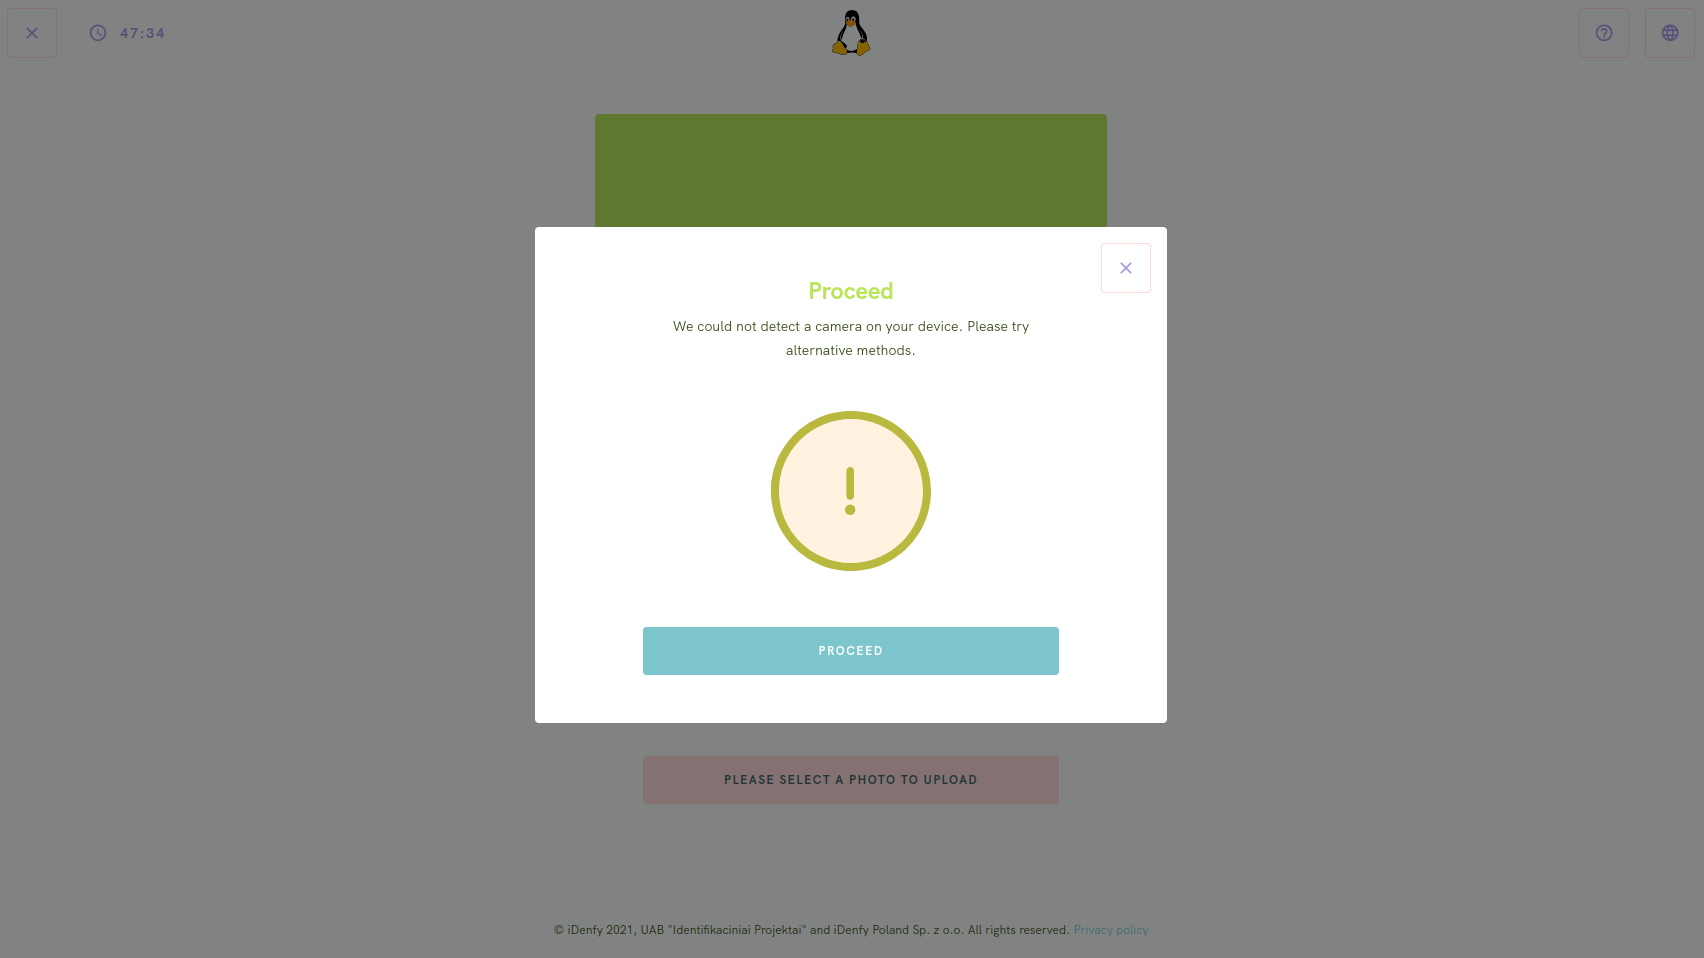 47:34
Proceed
We could not detect a camera on your device. Please try
alternative methods.
PROCEED
PLEASE SELECT A PHOTO TO UPLOAD
© iDenfy 2021, UAB "Identifikaciniai Projektai" and iDenfy Poland Sp. z o.o. All rights reserved. Privacy policy